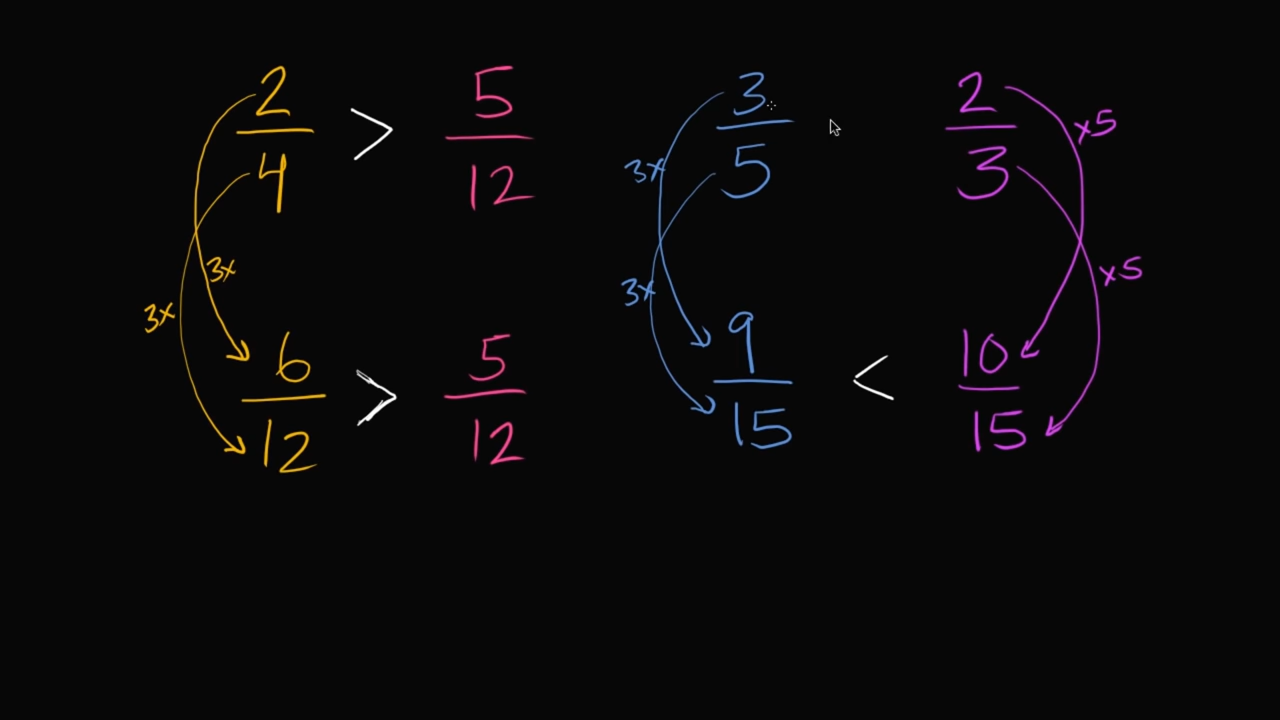 2/4 > 5/12
3x
3x
6/12 > 5/12
3/5 2/3
3x ×5
3x ×5
9/15 < 10/15